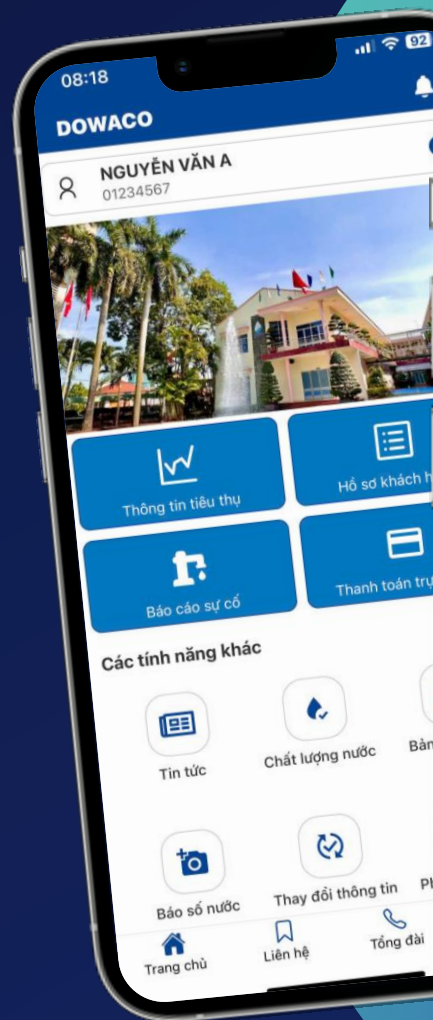 08:18
92
DOWACO
NGUYỄN VĂN A
01234567
Thông tin tiêu thụ
Hồ sơ khách
Báo cáo sự cố
Thanh toán
Các tính năng khác
Tin tức
Chất lượng nước
Báo số nước
Thay đổi thông tin
Trang chủ
Liên hệ
Tổng đài